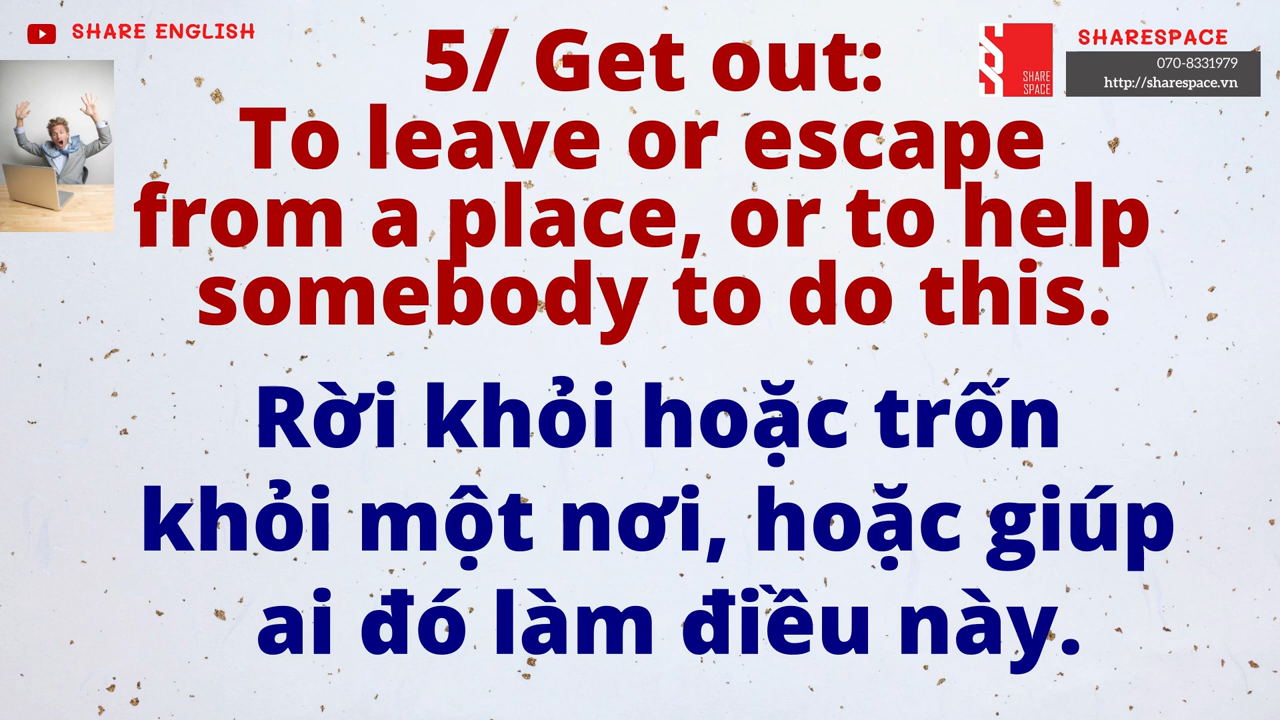 SHARE ENGLISH
5/ Get out:
To leave or escape
from a place, or to help
somebody to do this.
Rời khỏi hoặc trốn
khỏi một nơi, hoặc giúp
ai đó làm điều này.
SHARE
SPACE
SHARESPACE
070-8331979
http://sharespace.vn